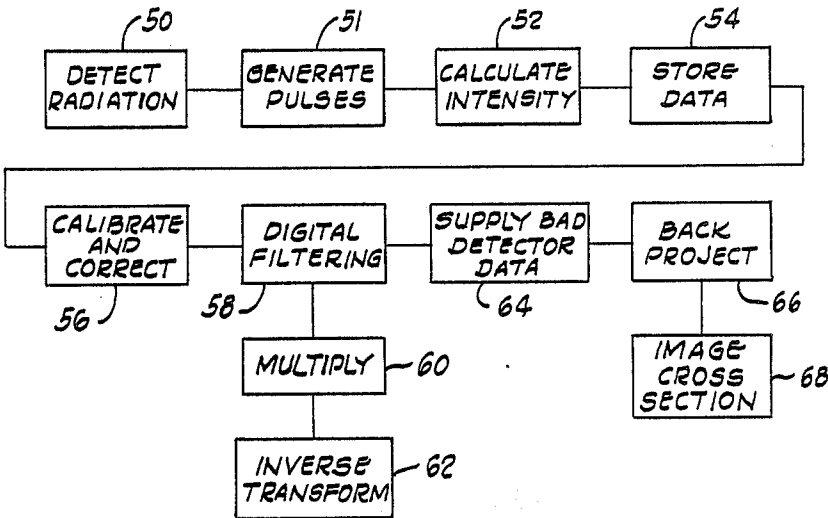 50
51
52
54
DETECT
RADIATION
GENERATE
PULSES
CALCULATE
INTENSITY
STORE
DATA
CALIBRATE
AND
CORRECT
56
DIGITAL
FILTERING
58
SUPPLY BAD
DETECTOR
DATA
64
BACK
PROJECT
66
MULTIPLY
60
IMAGE
CROSS
SECTION
68
INVERSE
TRANSFORM
62